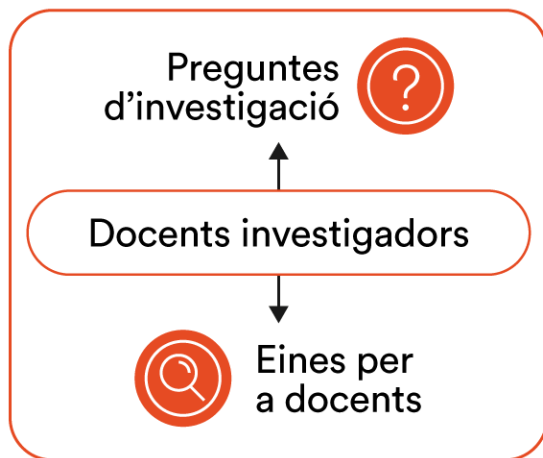 Preguntes
d’investigació
?
Docents investigadors
Eines per
a docents